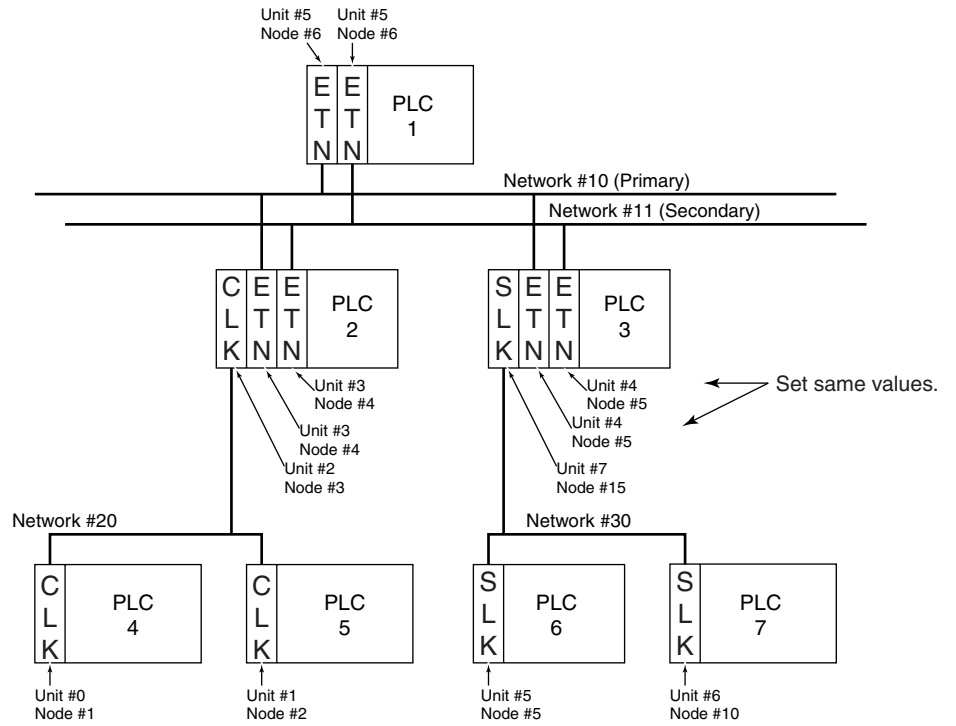 Unit #5
Node #6
Unit #5
Node #6
E
T
N
E
T
N
PLC
1
Network #10 (Primary)
Network #11 (Secondary)
C
L
K
E
T
N
E
T
N
PLC
2
S
L
K
E
T
N
E
T
N
PLC
3
Unit #3
Node #4
Unit #3
Node #4
Unit #2
Node #3
Unit #4
Node #5
Unit #4
Node #5
Unit #7
Node #15
Set same values.
Network #20
Network #30
C
L
K
PLC
4
C
L
K
PLC
5
S
L
K
PLC
6
S
L
K
PLC
7
Unit #0
Node #1
Unit #1
Node #2
Unit #5
Node #5
Unit #6
Node #10